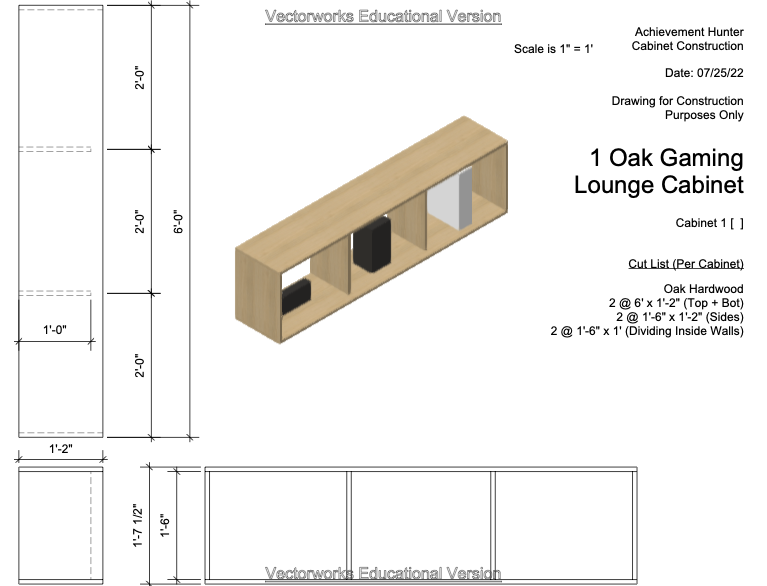 Vectorworks Educational Version
Scale is 1" = 1'
Achievement Hunter
Cabinet Construction
Date: 07/25/22
Drawing for Construction
Purposes Only
1 Oak Gaming
Lounge Cabinet
Cabinet 1 [  ]
Cut List (Per Cabinet)
Oak Hardwood
2 @ 6' x 1'-2" (Top + Bot)
2 @ 1'-6" x 1'-2" (Sides)
2 @ 1'-6" x 1' (Dividing Inside Walls)
2'-0"
2'-0"
6'-0"
1'-0"
2'-0"
1'-2"
1'-7 1/2"
1'-6"
Vectorworks Educational Version